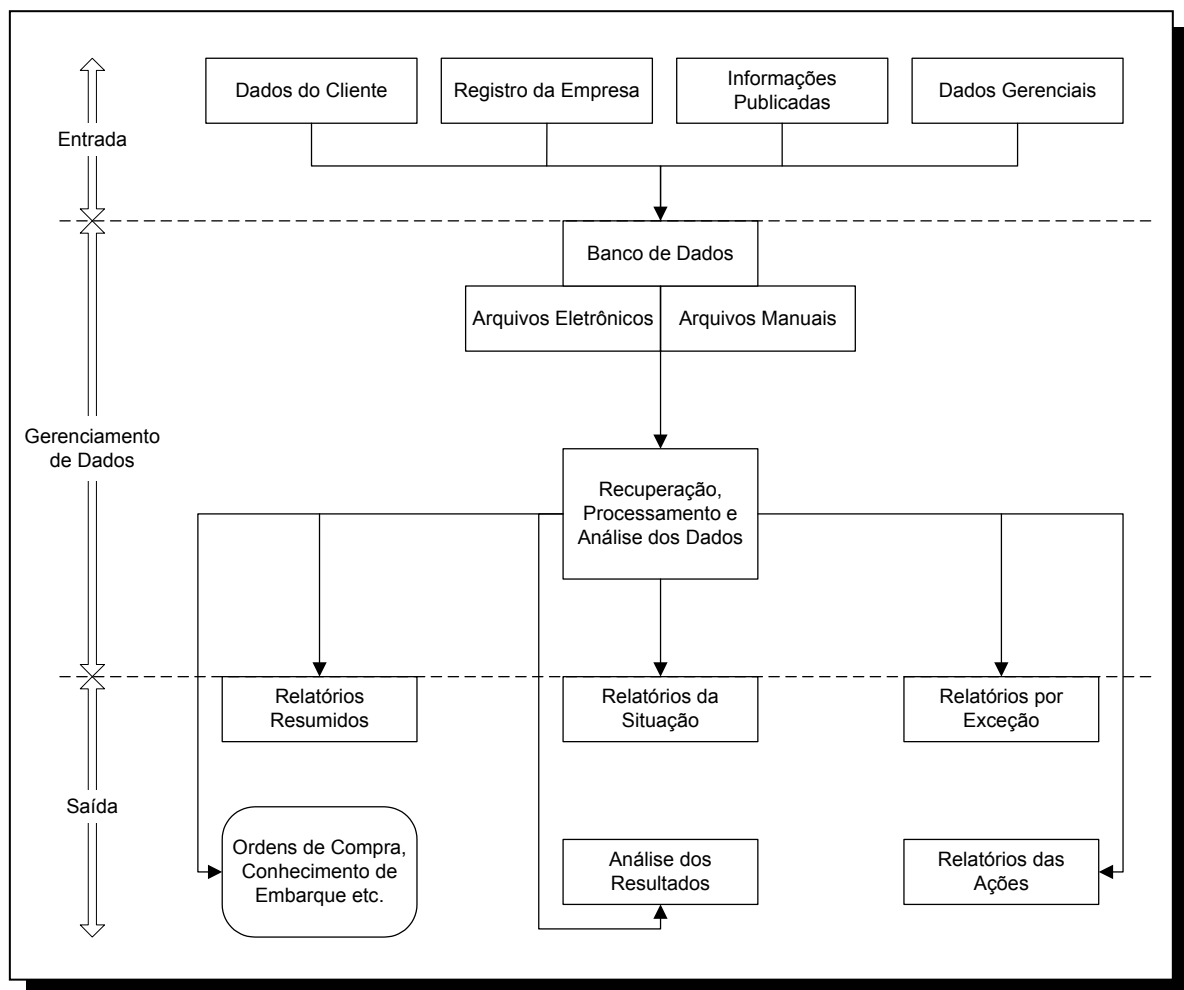 Dados do Cliente
Registro da Empresa
Informações
Publicadas
Dados Gerenciais
Entrada
Banco de Dados
Arquivos Eletrônicos
Arquivos Manuais
Gerenciamento
de Dados
Recuperação,
Processamento e
Análise dos Dados
Relatórios
Resumidos
Relatórios da
Situação
Relatórios por
Exceção
Saída
Ordens de Compra,
Conhecimento de
Embarque etc.
Análise dos
Resultados
Relatórios das
Ações